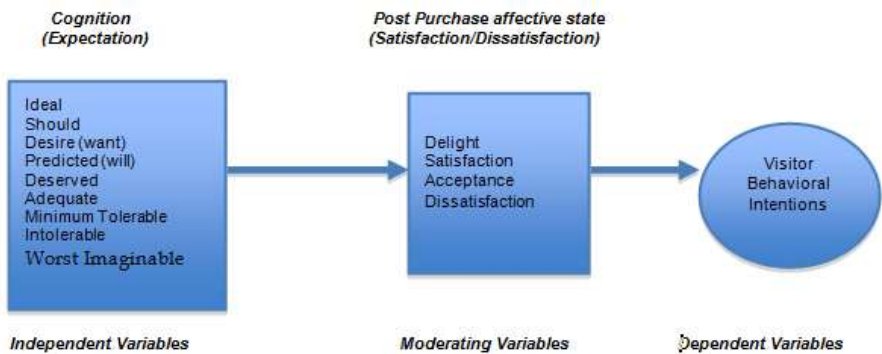 Cognition
(Expectation)
Post Purchase affective state
(Satisfaction/Dissatisfaction)
Ideal
Should
Desire (want)
Predicted (will)
Deserved
Adequate
Minimum Tolerable
Intolerable
Worst Imaginable
Delight
Satisfaction
Acceptance
Dissatisfaction
Visitor
Behavioral
Intentions
Independent Variables
Moderating Variables
Dependent Variables